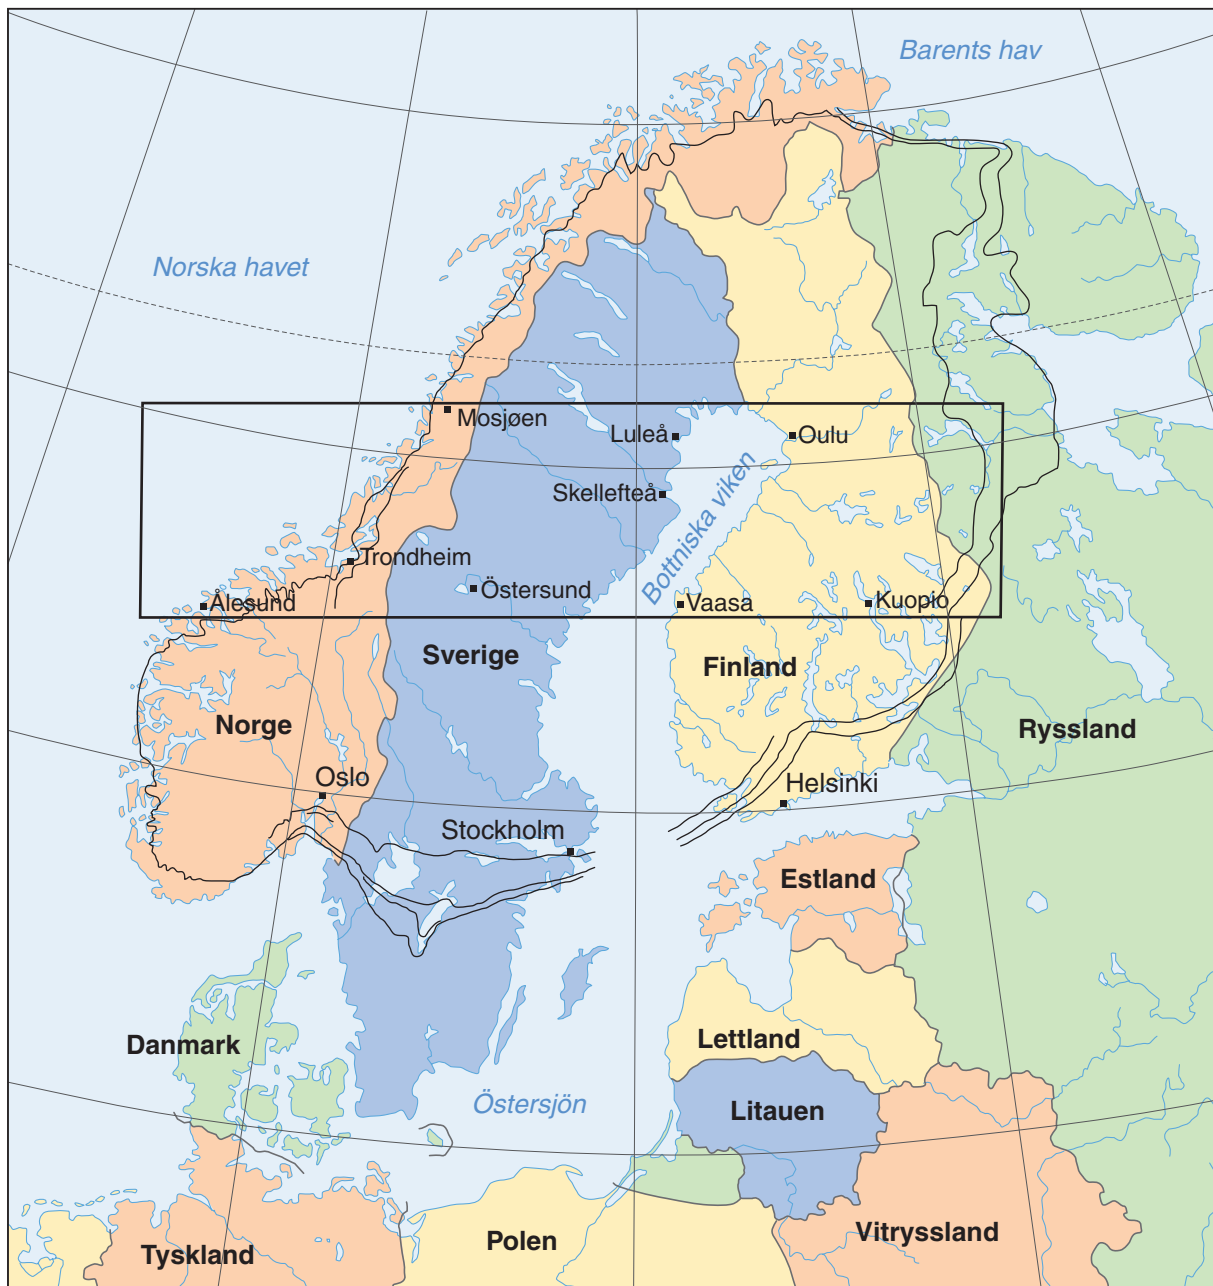 Barents hav
Norska havet
Mosjøen
Luleå
Oulu
Skellefteå
Bottniska viken
Trondheim
Östersund
Ålesund
Vaasa
Kuopio
Sverige
Finland
Norge
Ryssland
Oslo
Helsinki
Stockholm
Estland
Danmark
Lettland
Litauen
Östersjön
Vitryssland
Polen
Tyskland